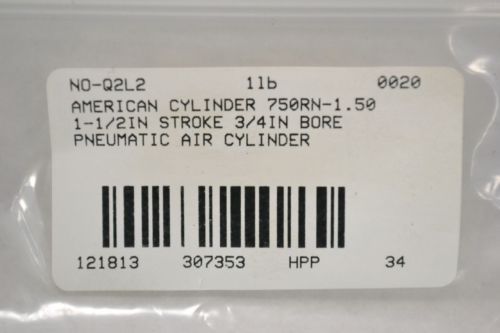 NO-Q2L2 1lb 0020
AMERICAN CYLINDER 750RN-1.50
1-1/2IN STROKE 3/4IN BORE
PNEUMATIC AIR CYLINDER
121813 307353 HPP 34